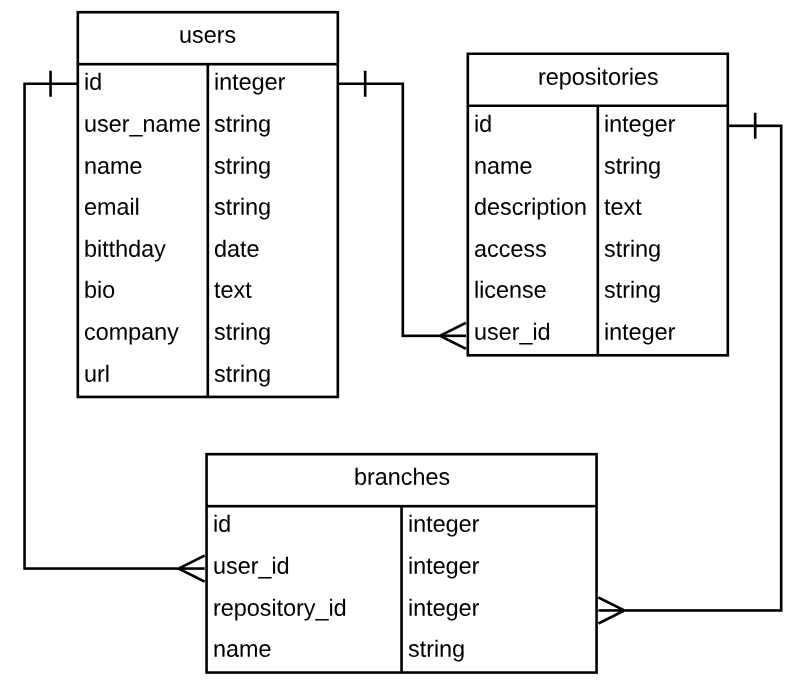 users
id integer
user_name string
name string
email string
bitthday date
bio text
company string
url string
repositories
id integer
name string
description text
access string
license string
user_id integer
branches
id integer
user_id integer
repository_id integer
name string